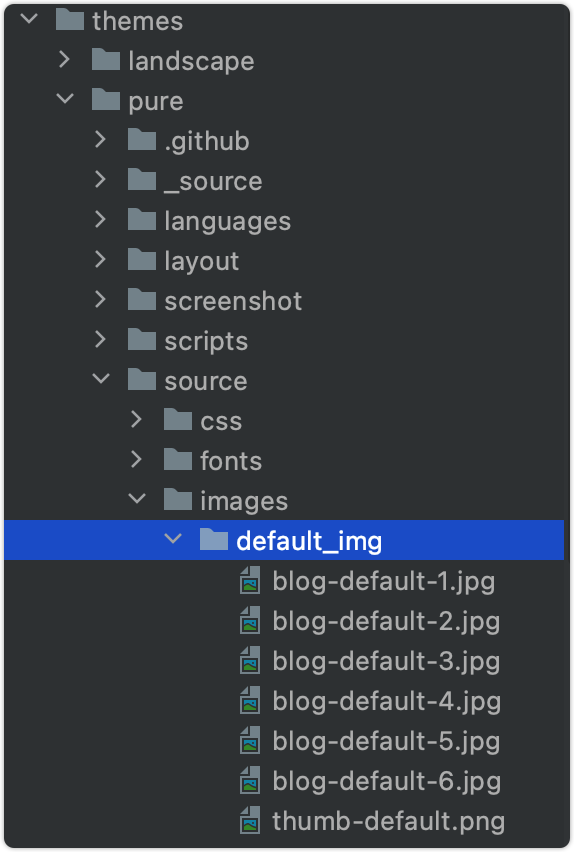 themes
landscape
pure
.github
_source
languages
layout
screenshot
scripts
source
css
fonts
images
default_img
blog-default-1.jpg
blog-default-2.jpg
blog-default-3.jpg
blog-default-4.jpg
blog-default-5.jpg
blog-default-6.jpg
thumb-default.png